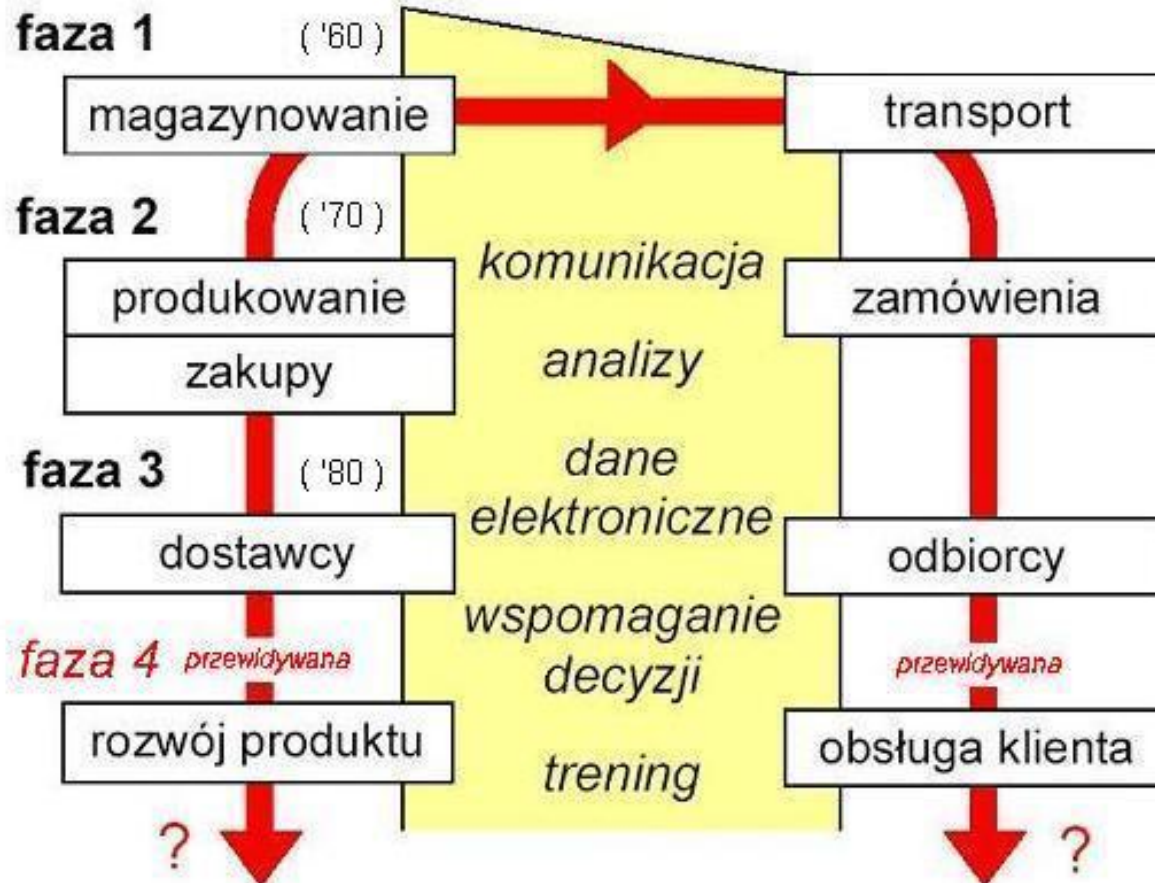 faza 1 ( '60 )
magazynowanie
transport
faza 2 ( '70 )
komunikacja
produkowanie
zamówienia
zakupy
analizy
faza 3 ( '80 )
dane
elektroniczne
dostawcy
odbiorcy
wspomaganie
decyzji
faza 4 przewidywana
przewidywana
rozwój produktu
obsługa klienta
trening
?
?